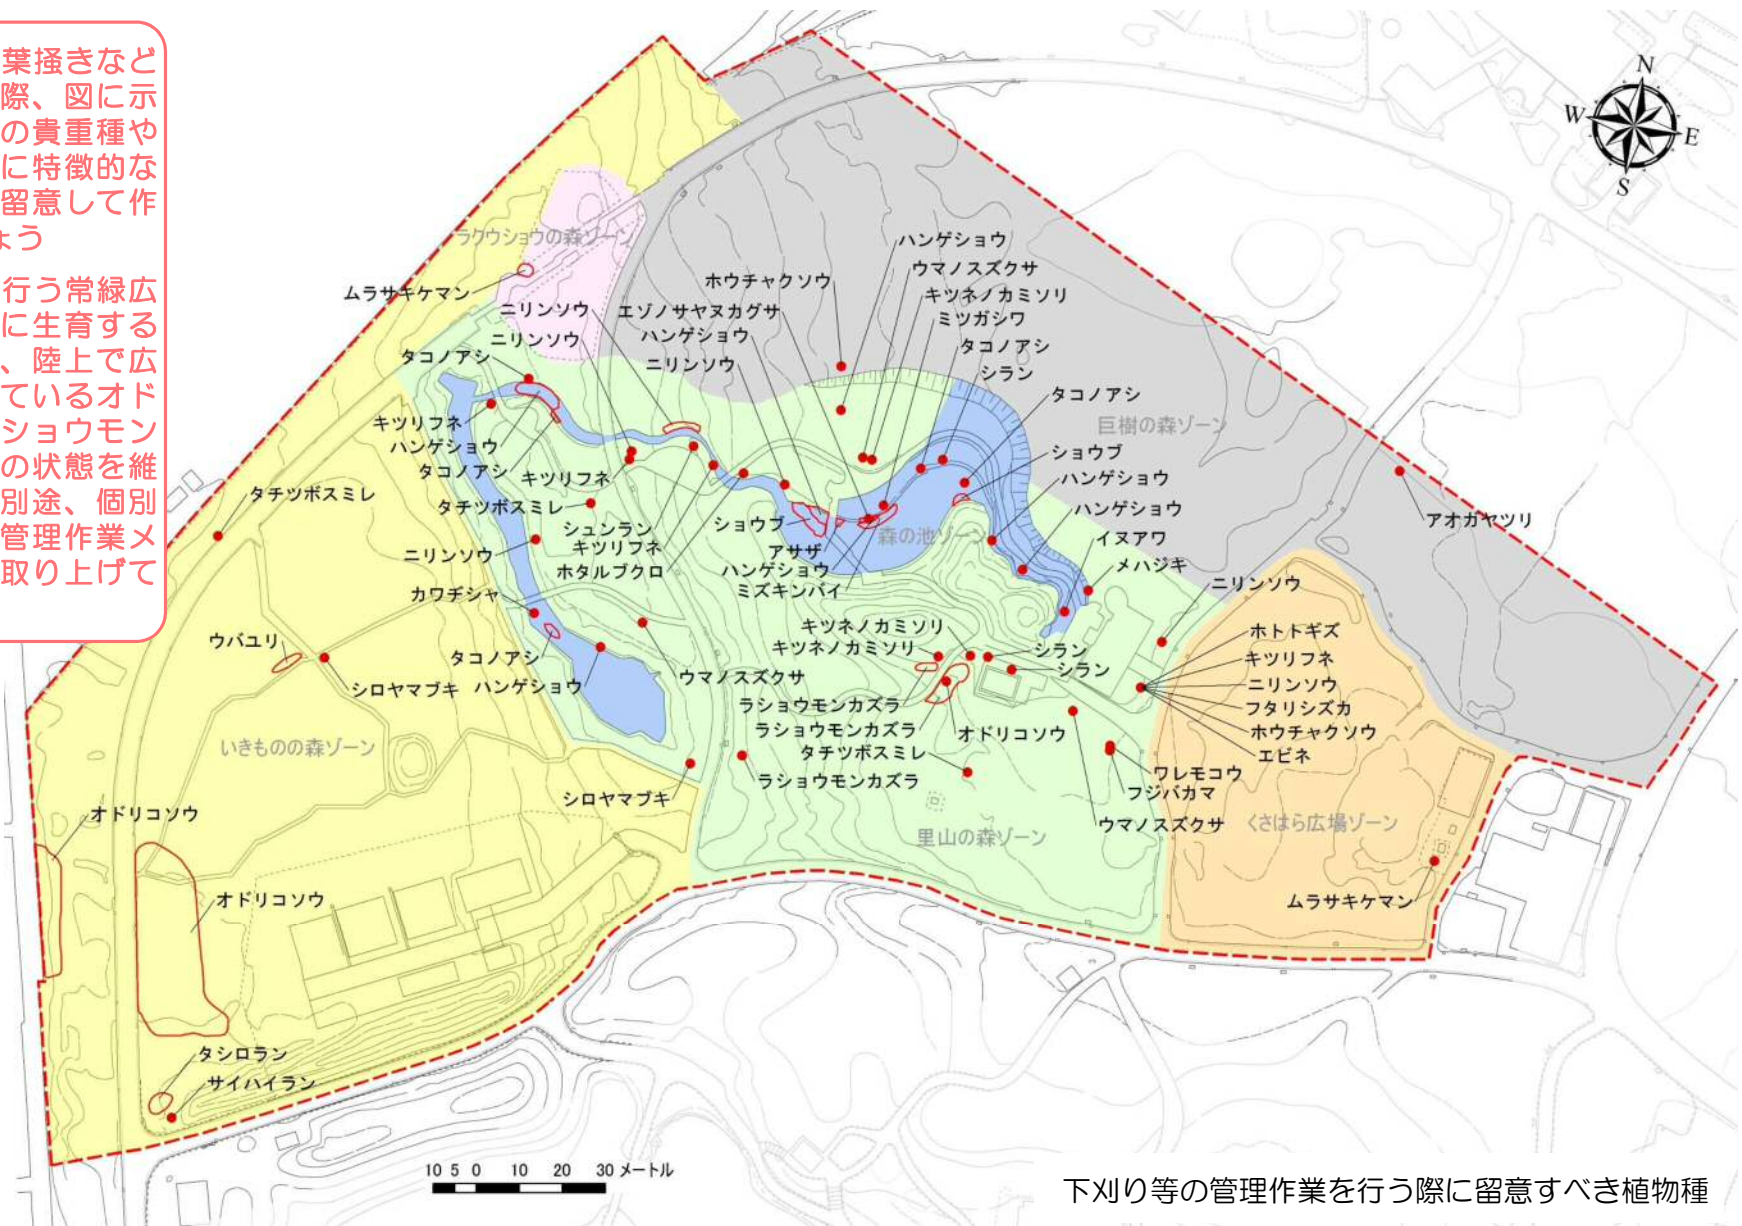 葉掻きなど
際、図に示
の貴重種や
に特徴的な
留意して作
ょう
行う常緑広
に生育する
、陸上で広
ているオド
ショウモン
の状態を維
別途、個別
管理作業メ
取り上げて
N
W
E
S
ラクウショウの森ゾーン
ムラサキケマン
ニリンソウ
ニリンソウ
タコノアシ
エゾノサヤヌカグサ
ハンゲショウ
ニリンソウ
ホウチャクソウ
ハンゲショウ
ウマノスズクサ
キツネノカミソリ
ミツガシワ
タコノアシ
シラン
タコノアシ
巨樹の森ゾーン
キツリフネ
ハンゲショウ
タコノアシ
キツリフネ
タチツボスミレ
タチツボスミレ
シュンラン
キツリフネ
ホタルブクロ
ニリンソウ
カワヂシャ
ショウブ
アサザ
ハンゲショウ
ミズキンバイ
森の池ゾーン
ショウブ
ハンゲショウ
ハンゲショウ
イヌアワ
メハジキ
ニリンソウ
アオガヤツリ
ウバユリ
シロヤマブキ
タコノアシ
ハンゲショウ
ウマノスズクサ
キツネノカミソリ
キツネノカミソリ
シラン
シラン
ラショウモンカズラ
ラショウモンカズラ
タチツボスミレ
オドリコソウ
ホトトギズ
キツリフネ
ニリンソウ
フタリシズカ
ホウチャクソウ
エビネ
いきものの森ゾーン
シロヤマブキ
ラショウモンカズラ
ワレモコウ
フジバカマ
ウマノスズクサ
里山の森ゾーン
くさはら広場ゾーン
ムラサキケマン
オドリコソウ
オドリコソウ
タシロラン
サイハイラン
10 5 0 10 20 30 メートル
下刈り等の管理作業を行う際に留意すべき植物種